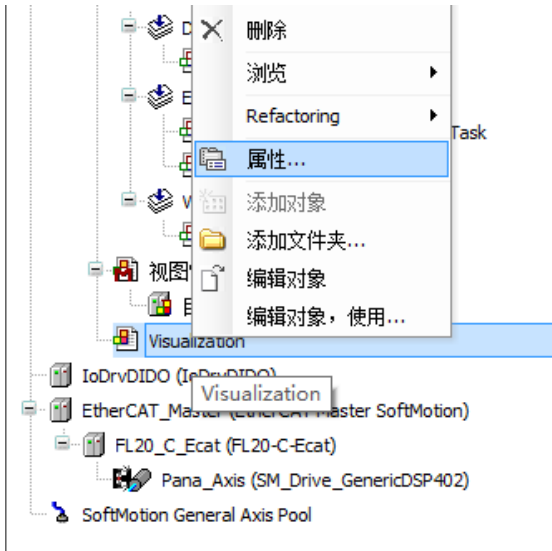 D
删除
浏览
E
Refactoring
Task
属性...
V
添加对象
添加文件夹...
视图
编辑对象
编辑对象，使用...
Visualization
IoDrvDIDO (IoDrvDIDO)
Visualization
EtherCAT_Master (EtherCAT Master SoftMotion)
FL20_C_Ecat (FL20-C-Ecat)
Pana_Axis (SM_Drive_GenericDSP402)
SoftMotion General Axis Pool